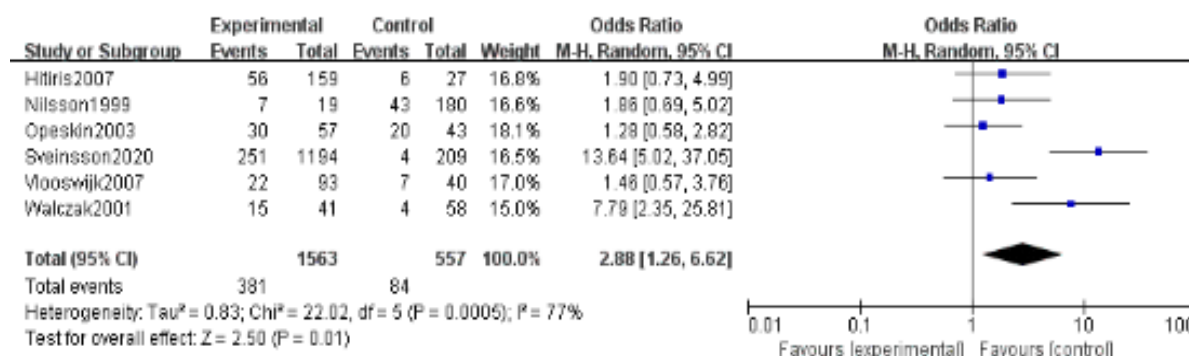 Experimental Control Odds Ratio Odds Ratio
Study or Subgroup Events Total Events Total Weight M-H, Random, 95% CI M-H, Random, 95% CI
Hitiris2007 56 159 6 27 16.8% 1.90 [0.73, 4.99]
Nilsson1999 7 19 43 180 16.6% 1.86 [0.69, 5.02]
Opeskin2003 30 57 20 43 18.1% 1.28 [0.58, 2.82]
Sveinsson2020 251 1194 4 209 16.5% 13.64 [5.02, 37.05]
Vlooswijk2007 22 93 7 40 17.0% 1.46 [0.57, 3.76]
Walczak2001 15 41 4 58 15.0% 7.79 [2.35, 25.81]
Total (95% CI) 1563 557 100.0% 2.88 [1.26, 6.62]
Total events 381 84
Heterogeneity: Tau² = 0.83; Chi² = 22.02, df = 5 (P = 0.0005); I² = 77%
Test for overall effect: Z = 2.50 (P = 0.01)
0.01 0.1 1 10 100
Favours [experimental] Favours [control]